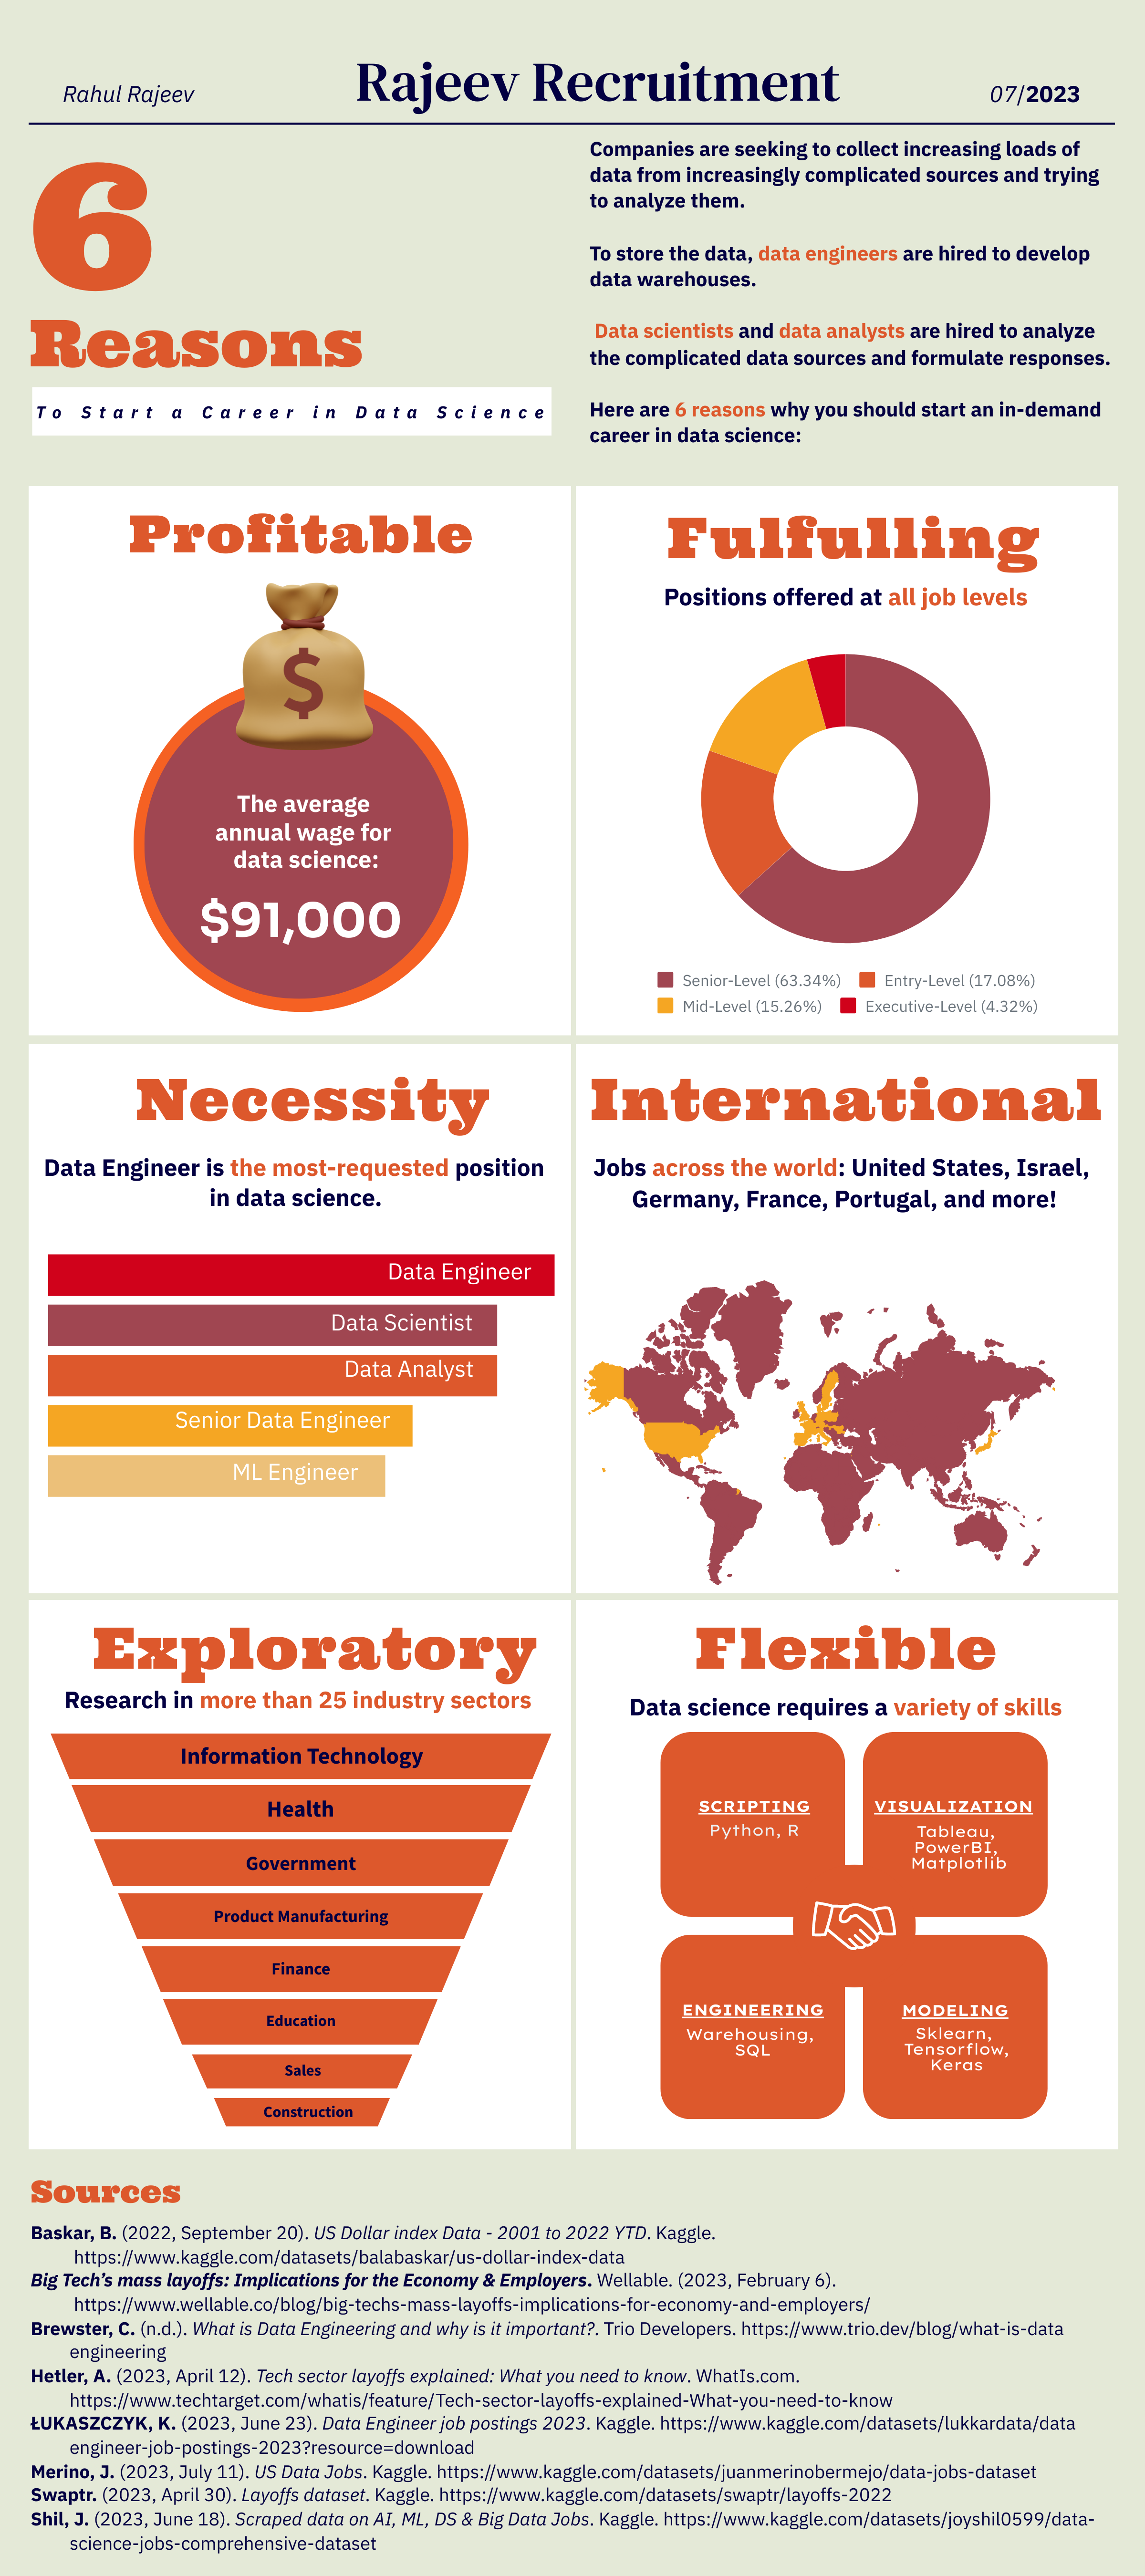 Rahul Rajeev
Rajeev Recruitment
07/2023
6
Reasons
To Start a Career in Data Science
Companies are seeking to collect increasing loads of
data from increasingly complicated sources and trying
to analyze them.
To store the data, data engineers are hired to develop
data warehouses.
Data scientists and data analysts are hired to analyze
the complicated data sources and formulate responses.
Here are 6 reasons why you should start an in-demand
career in data science:
Profitable
$
The average
annual wage for
data science:
$91,000
Fulfulling
Positions offered at all job levels
Senior-Level (63.34%) Entry-Level (17.08%)
Mid-Level (15.26%) Executive-Level (4.32%)
Necessity
Data Engineer is the most-requested position
in data science.
Data Engineer
Data Scientist
Data Analyst
Senior Data Engineer
ML Engineer
International
Jobs across the world: United States, Israel,
Germany, France, Portugal, and more!
Exploratory
Research in more than 25 industry sectors
Information Technology
Health
Government
Product Manufacturing
Finance
Education
Sales
Construction
Flexible
Data science requires a variety of skills
SCRIPTING
Python, R
VISUALIZATION
Tableau,
PowerBI,
Matplotlib
ENGINEERING
Warehousing,
SQL
MODELING
Sklearn,
Tensorflow,
Keras
Sources
Baskar, B. (2022, September 20). US Dollar index Data - 2001 to 2022 YTD. Kaggle.
https://www.kaggle.com/datasets/balabaskar/us-dollar-index-data
Big Tech’s mass layoffs: Implications for the Economy & Employers. Wellable. (2023, February 6).
https://www.wellable.co/blog/big-techs-mass-layoffs-implications-for-economy-and-employers/
Brewster, C. (n.d.). What is Data Engineering and why is it important?. Trio Developers. https://www.trio.dev/blog/what-is-data
engineering
Hetler, A. (2023, April 12). Tech sector layoffs explained: What you need to know. WhatIs.com.
https://www.techtarget.com/whatis/feature/Tech-sector-layoffs-explained-What-you-need-to-know
ŁUKASZCZYK, K. (2023, June 23). Data Engineer job postings 2023. Kaggle. https://www.kaggle.com/datasets/lukkardata/data
engineer-job-postings-2023?resource=download
Merino, J. (2023, July 11). US Data Jobs. Kaggle. https://www.kaggle.com/datasets/juanmerinobermejo/data-jobs-dataset
Swaptr. (2023, April 30). Layoffs dataset. Kaggle. https://www.kaggle.com/datasets/swaptr/layoffs-2022
Shil, J. (2023, June 18). Scraped data on AI, ML, DS & Big Data Jobs. Kaggle. https://www.kaggle.com/datasets/joyshil0599/data-
science-jobs-comprehensive-dataset